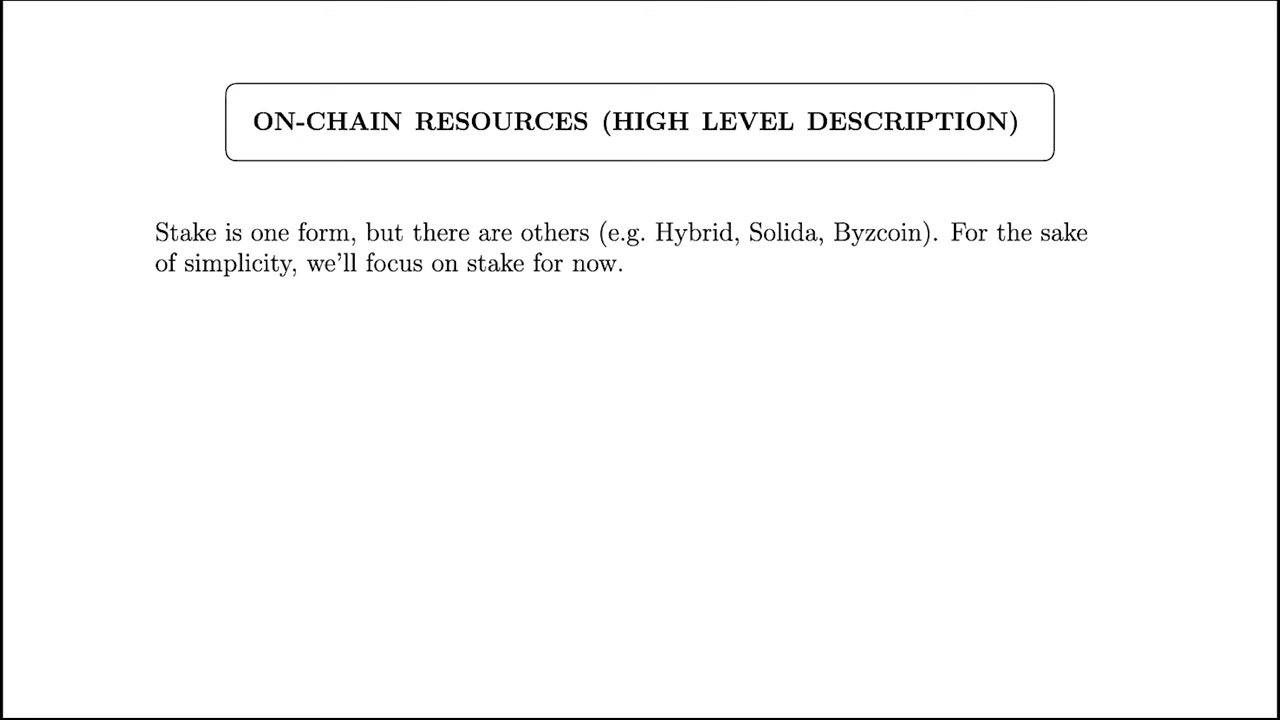 ON-CHAIN RESOURCES (HIGH LEVEL DESCRIPTION)
Stake is one form, but there are others (e.g. Hybrid, Solida, Byzcoin). For the sake
of simplicity, we'll focus on stake for now.